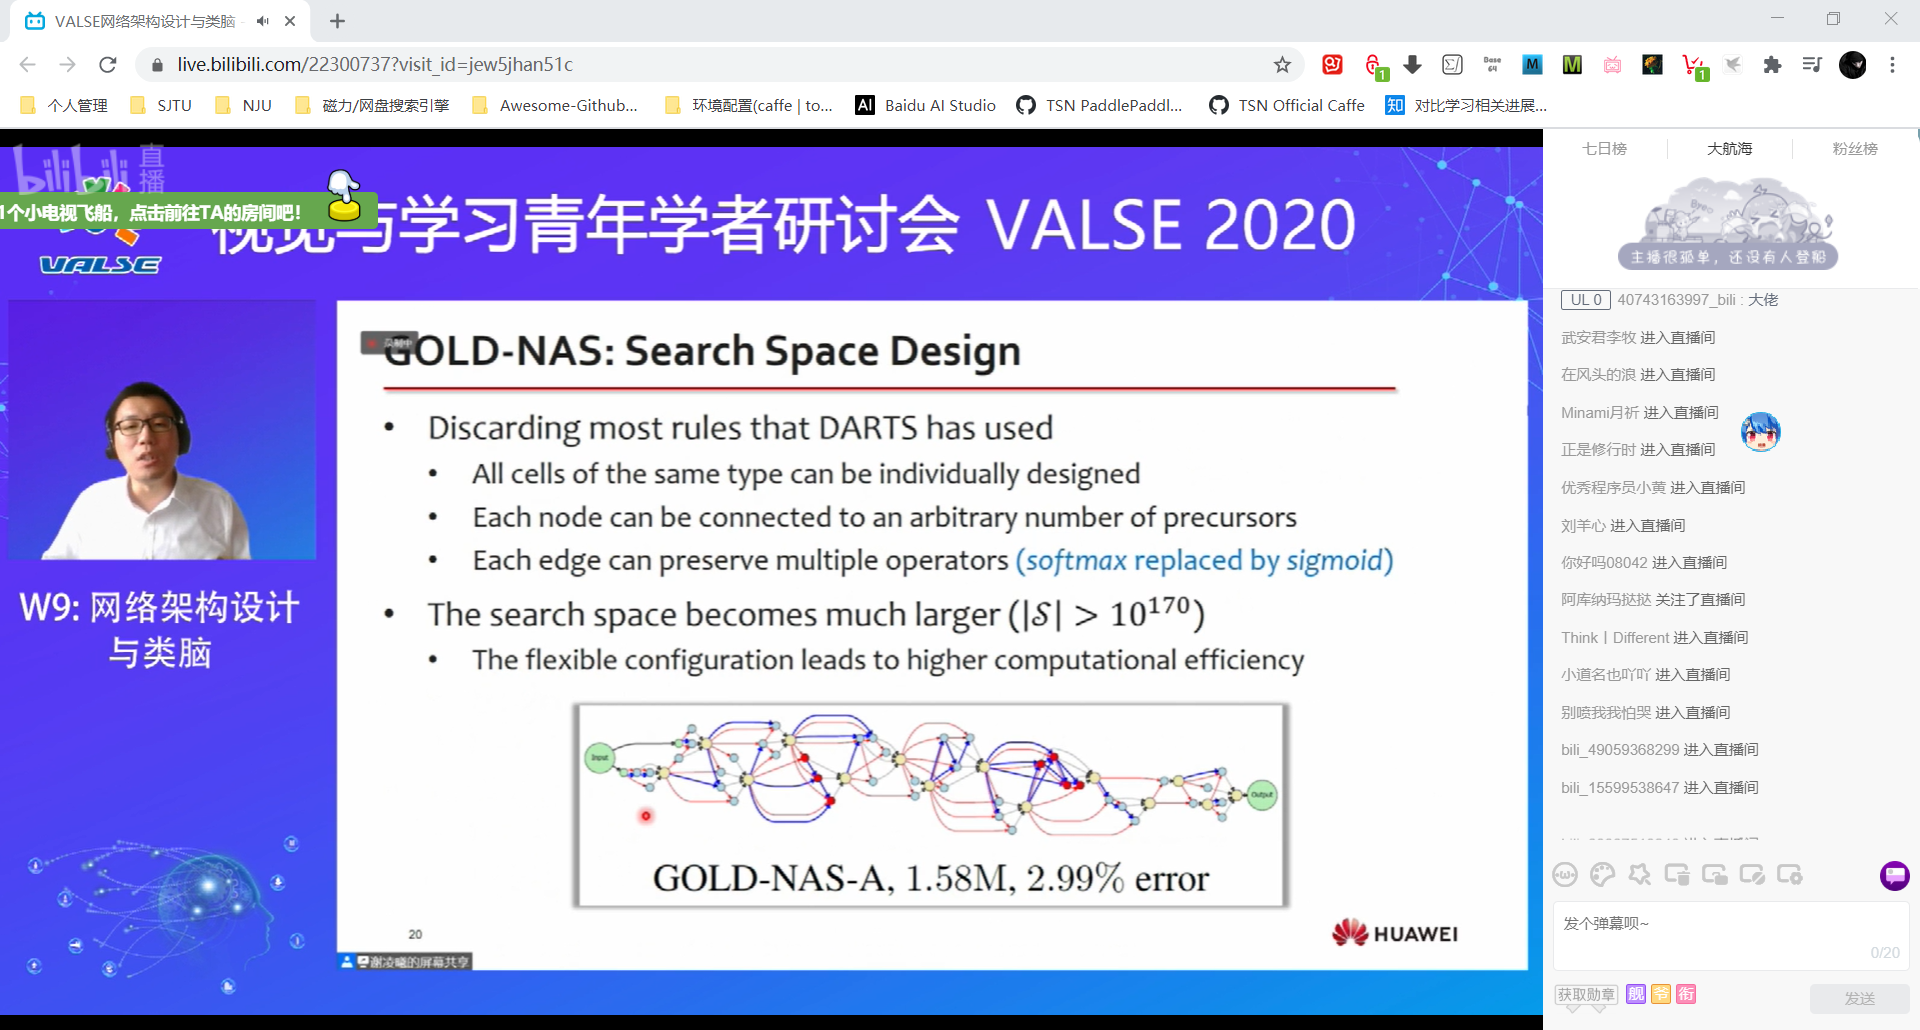 VALSE网络架构设计与类脑
live.bilibili.com/22300737?visit_id=jew5jhan51c
1
Base 64
M
M
1
个人管理
SJTU
NJU
磁力/网盘搜索引擎
Awesome-Github...
环境配置(caffe | to...
AI Baidu AI Studio
TSN PaddlePaddl...
TSN Official Caffe
知 对比学习相关进展...
bilibili 直播
1个小电视飞船，点击前往TA的房间吧！
视觉与学习青年学者研讨会 VALSE 2020
VALSE
W9: 网络架构设计
与类脑
录制中
GOLD-NAS: Search Space Design
• Discarding most rules that DARTS has used
• All cells of the same type can be individually designed
• Each node can be connected to an arbitrary number of precursors
• Each edge can preserve multiple operators (softmax replaced by sigmoid)
• The search space becomes much larger (|𝒮| > 10¹⁷⁰)
• The flexible configuration leads to higher computational efficiency
Input
Output
GOLD-NAS-A, 1.58M, 2.99% error
20
HUAWEI
谢凌曦的屏幕共享
七日榜
大航海
粉丝榜
主播很孤单，还没有人登船
UL 0 40743163997_bili : 大佬
武安君李牧 进入直播间
在风头的浪 进入直播间
Minami月祈 进入直播间
正是修行时 进入直播间
优秀程序员小黄 进入直播间
刘羊心 进入直播间
你好吗08042 进入直播间
阿库纳玛挞挞 关注了直播间
Think丨Different 进入直播间
小道名也吖吖 进入直播间
别喷我我怕哭 进入直播间
bili_49059368299 进入直播间
bili_15599538647 进入直播间
发个弹幕呗~
0/20
获取勋章
舰 爷 衔
发送